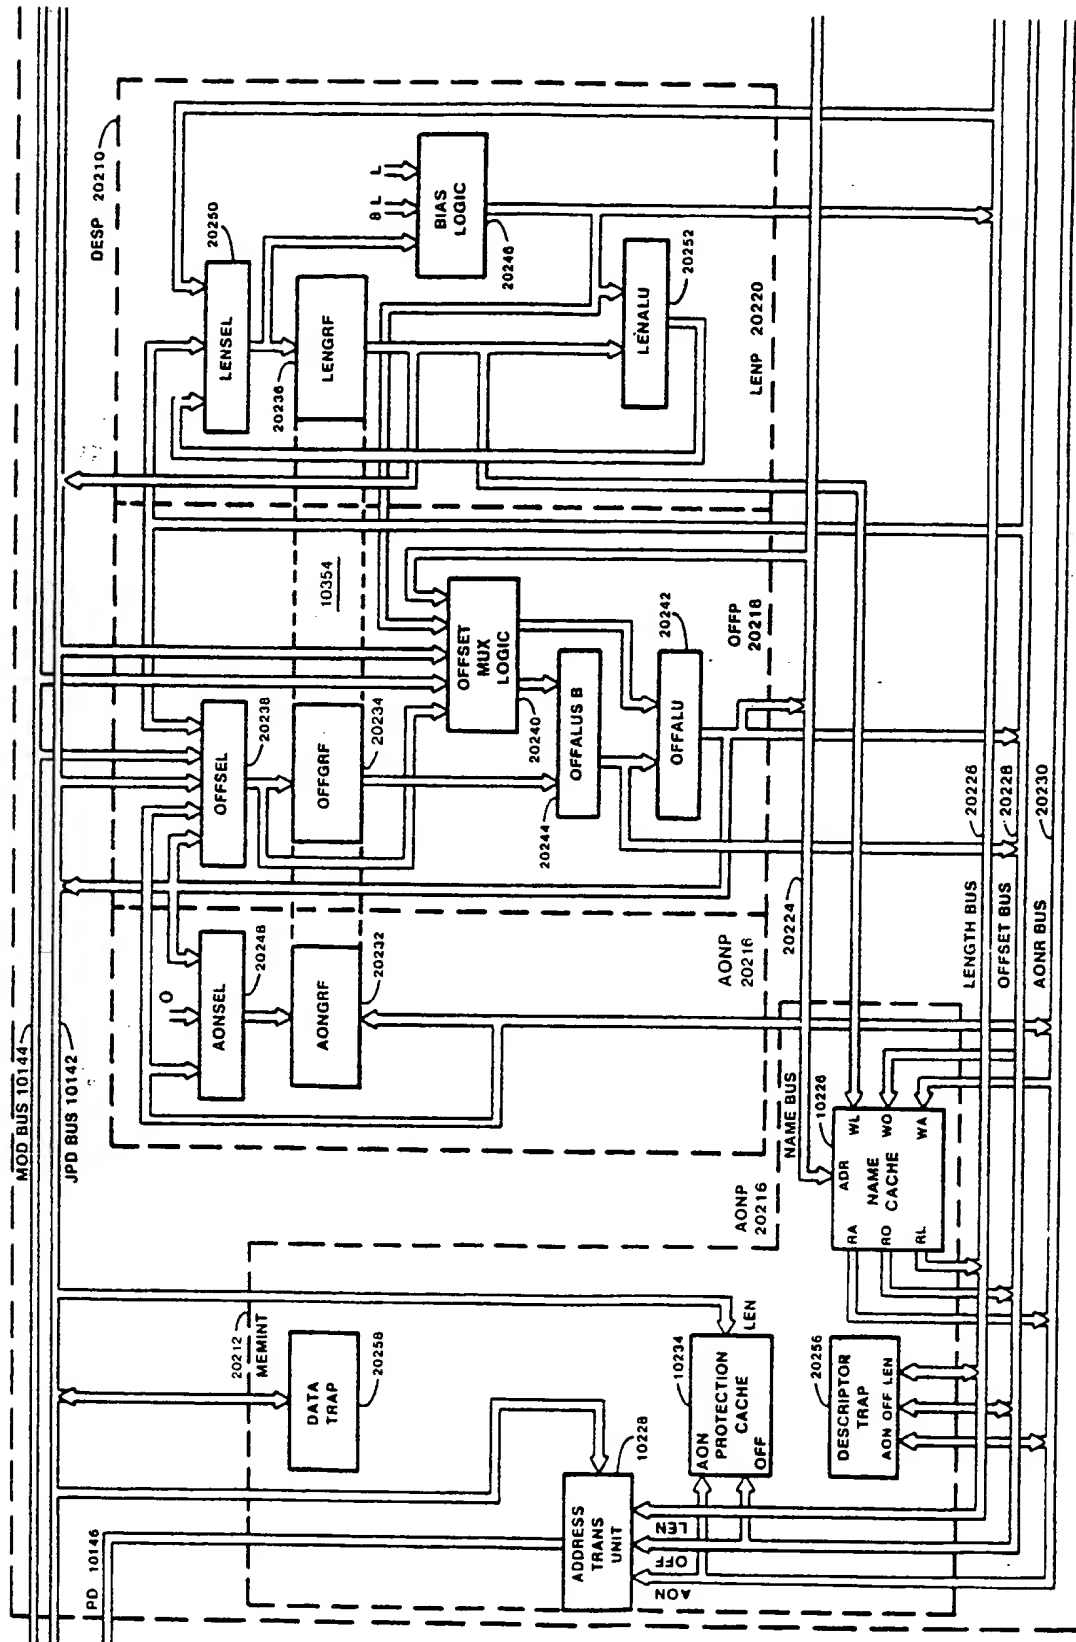 MOD BUS 10144
JPD BUS 10142
PD 10146
DESP 20210
20212
MEMINT
DATA
TRAP
20258
ADDRESS
TRANS
UNIT
10228
AON
OFF
LEN
10234
AON
PROTECTION
CACHE
OFF
LEN
20256
DESCRIPTOR
TRAP
AON OFF LEN
AONP
20216
NAME BUS
20224
10226
ADR
NAME
CACHE
RA
RO
RL
WL
WO
WA
AONSEL
20248
O
AONGRF
20232
AONP
20216
OFFSEL
20238
OFFGRF
20234
10354
OFFSET
MUX
LOGIC
20240
OFFALUS B
20244
OFFALU
20242
OFFP
20218
LENSEL
20250
LENGRF
20236
BIAS
LOGIC
20246
8 L
L
LENALU
20252
LENP 20220
LENGTH BUS
20226
OFFSET BUS
20228
AONR BUS
20230